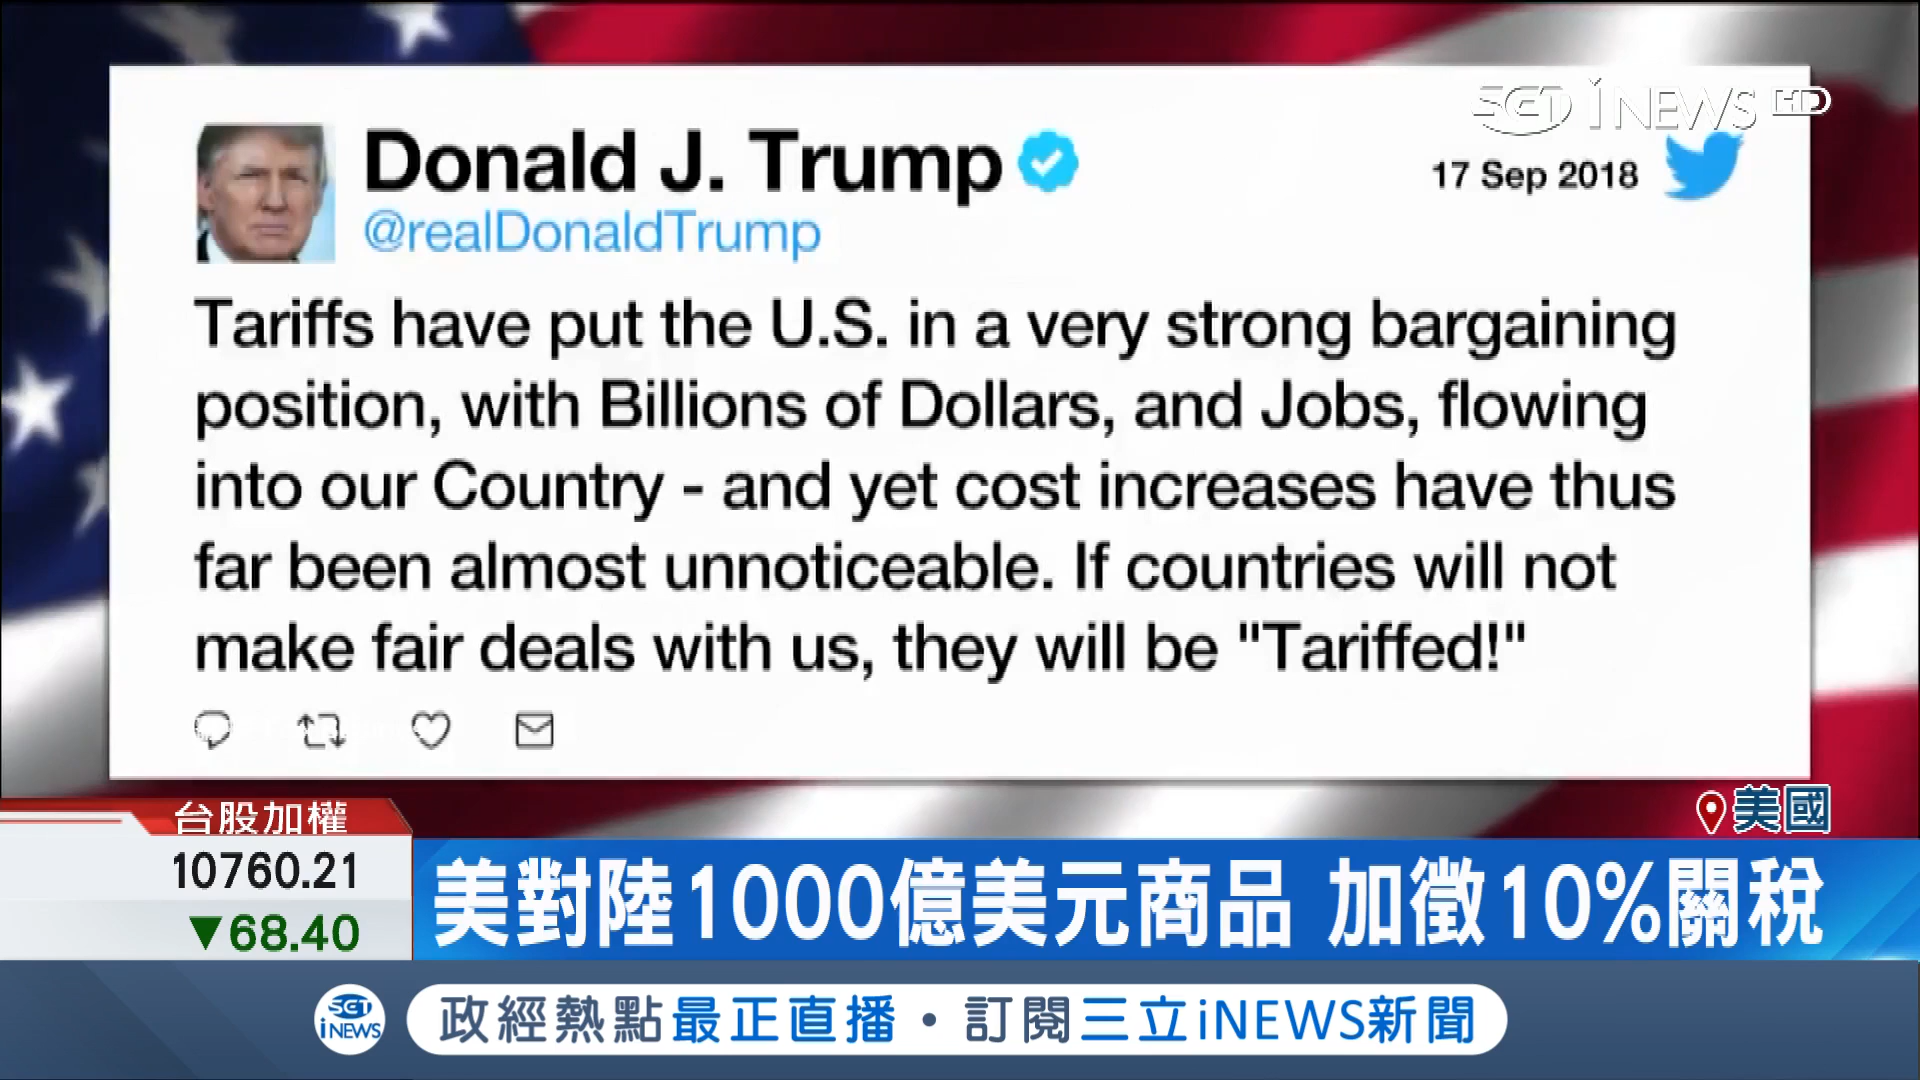 SET iNEWS HD
Donald J. Trump
17 Sep 2018
@realDonaldTrump
Tariffs have put the U.S. in a very strong bargaining
position, with Billions of Dollars, and Jobs, flowing
into our Country - and yet cost increases have thus
far been almost unnoticeable. If countries will not
make fair deals with us, they will be "Tariffed!"
美國
台股加權
10760.21
▼68.40
美對陸1000億美元商品 加徵10%關稅
SET
iNEWS
政經熱點最正直播·訂閱三立iNEWS新聞